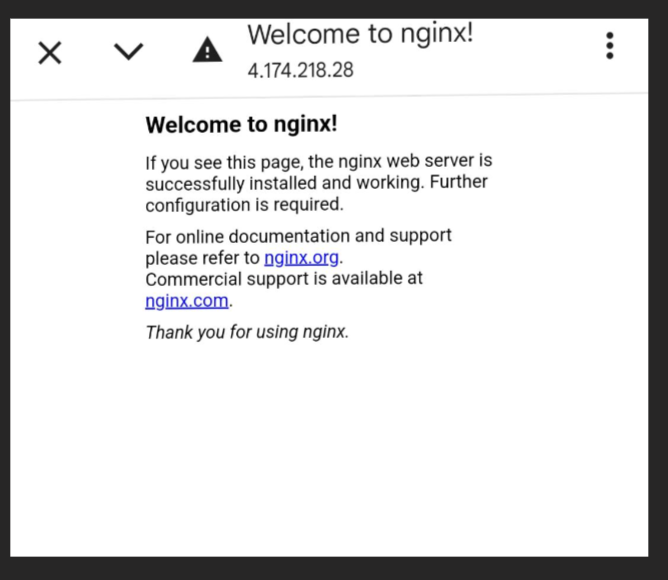 Welcome to nginx!
4.174.218.28
Welcome to nginx!
If you see this page, the nginx web server is
successfully installed and working. Further
configuration is required.
For online documentation and support
please refer to nginx.org.
Commercial support is available at
nginx.com.
Thank you for using nginx.